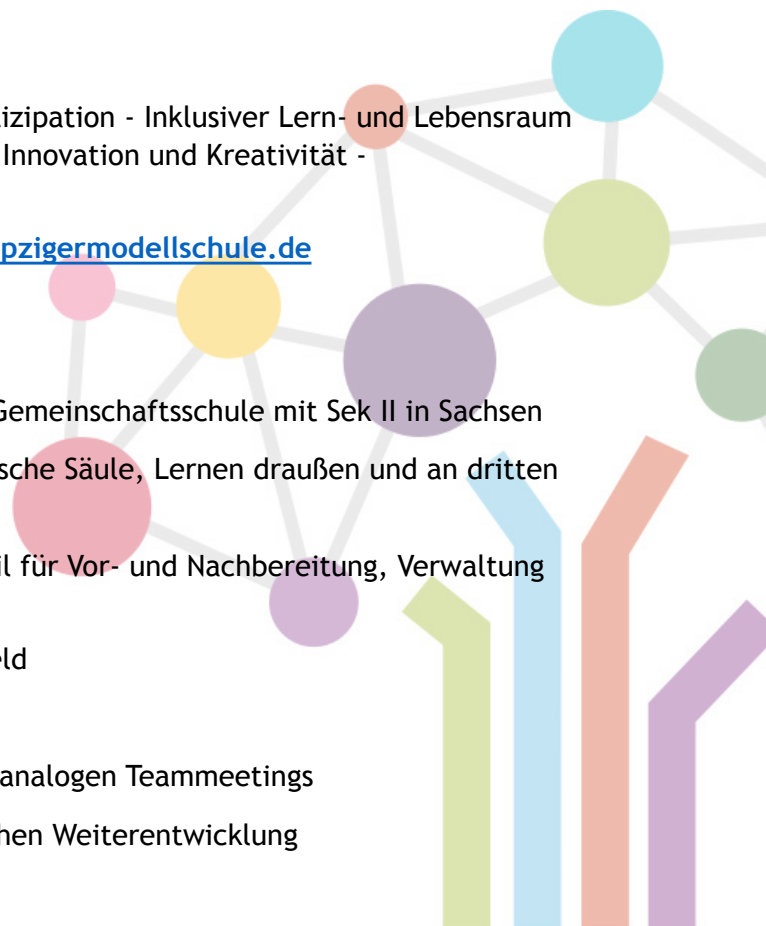 izipation - Inklusiver Lern- und Lebensraum
Innovation und Kreativität -
pzigermodellschule.de
Gemeinschaftsschule mit Sek II in Sachsen
sche Säule, Lernen draußen und an dritten
il für Vor- und Nachbereitung, Verwaltung
eld
analogen Teammeetings
hen Weiterentwicklung